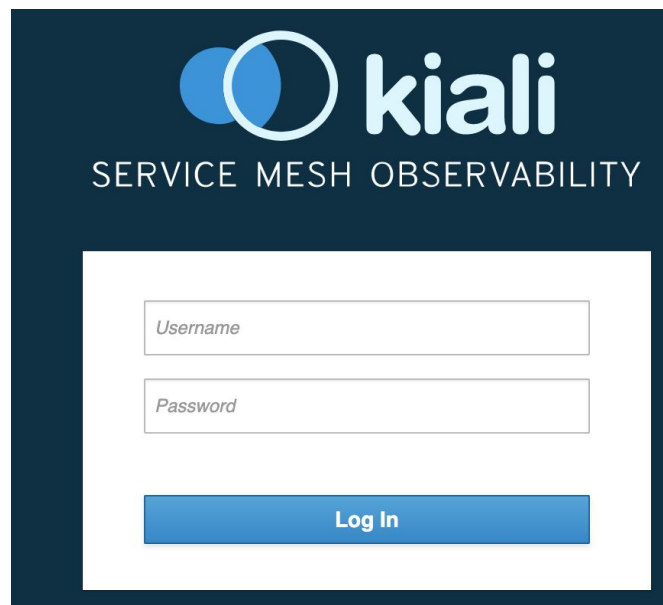 kiali
SERVICE MESH OBSERVABILITY
Username
Password
Log In